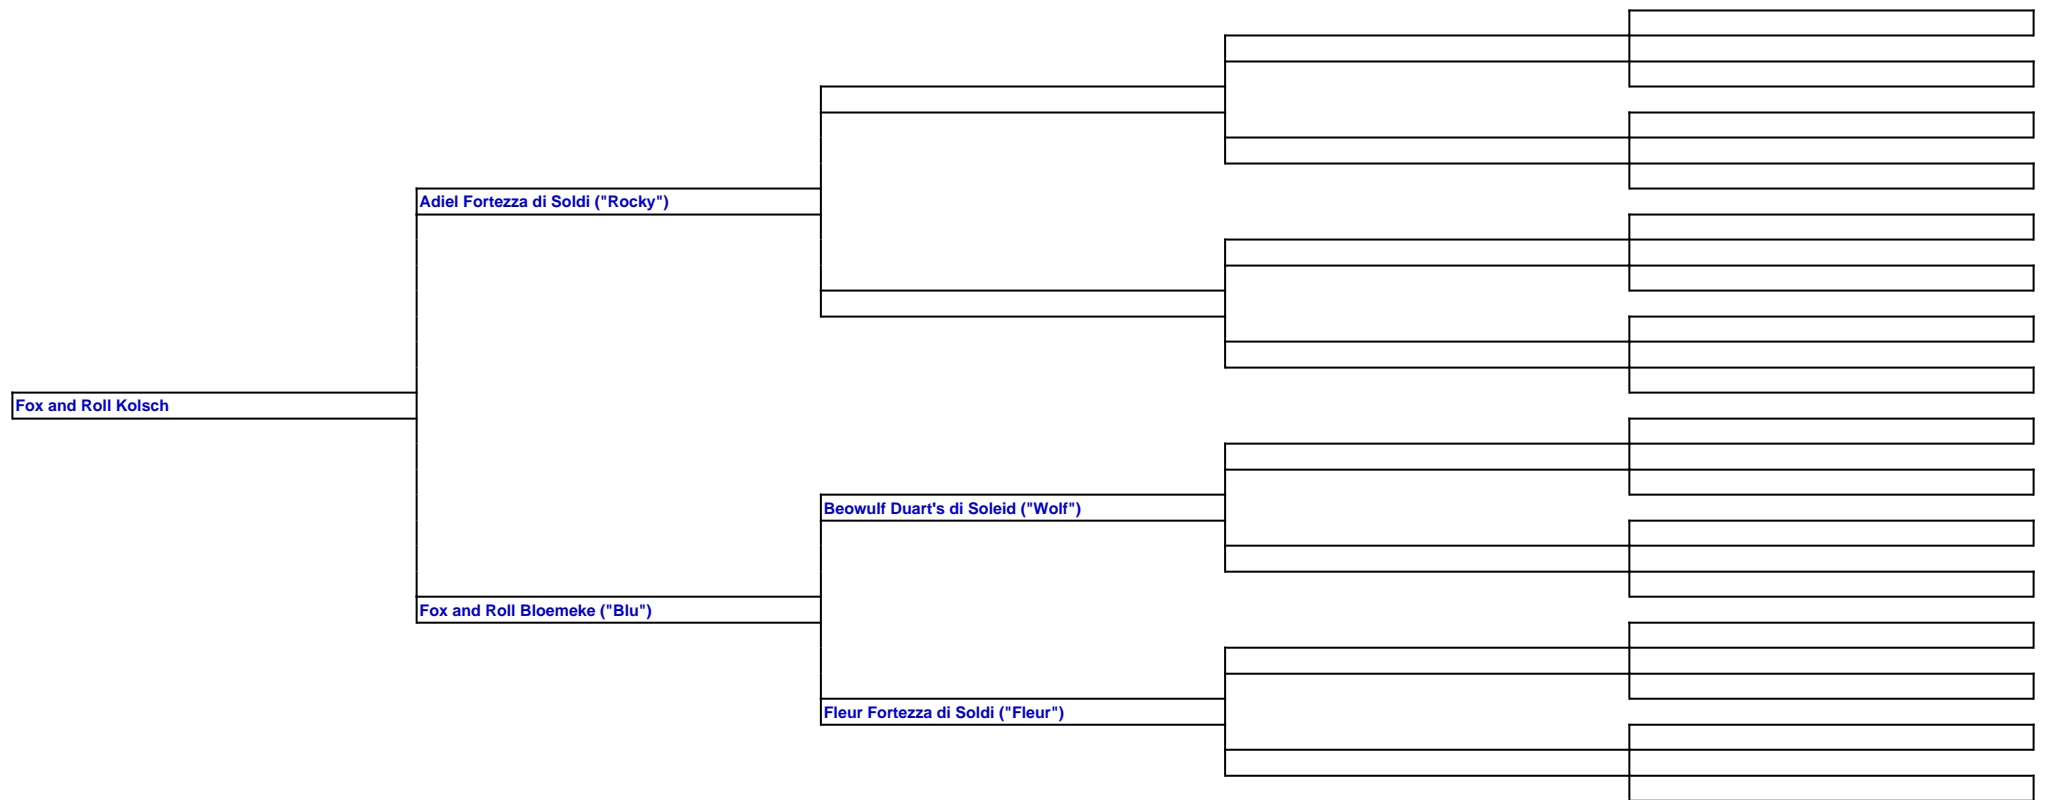 Adiel Fortezza di Soldi ("Rocky")
Fox and Roll Kolsch
Beowulf Duart's di Soleid ("Wolf")
Fox and Roll Bloemeke ("Blu")
Fleur Fortezza di Soldi ("Fleur")